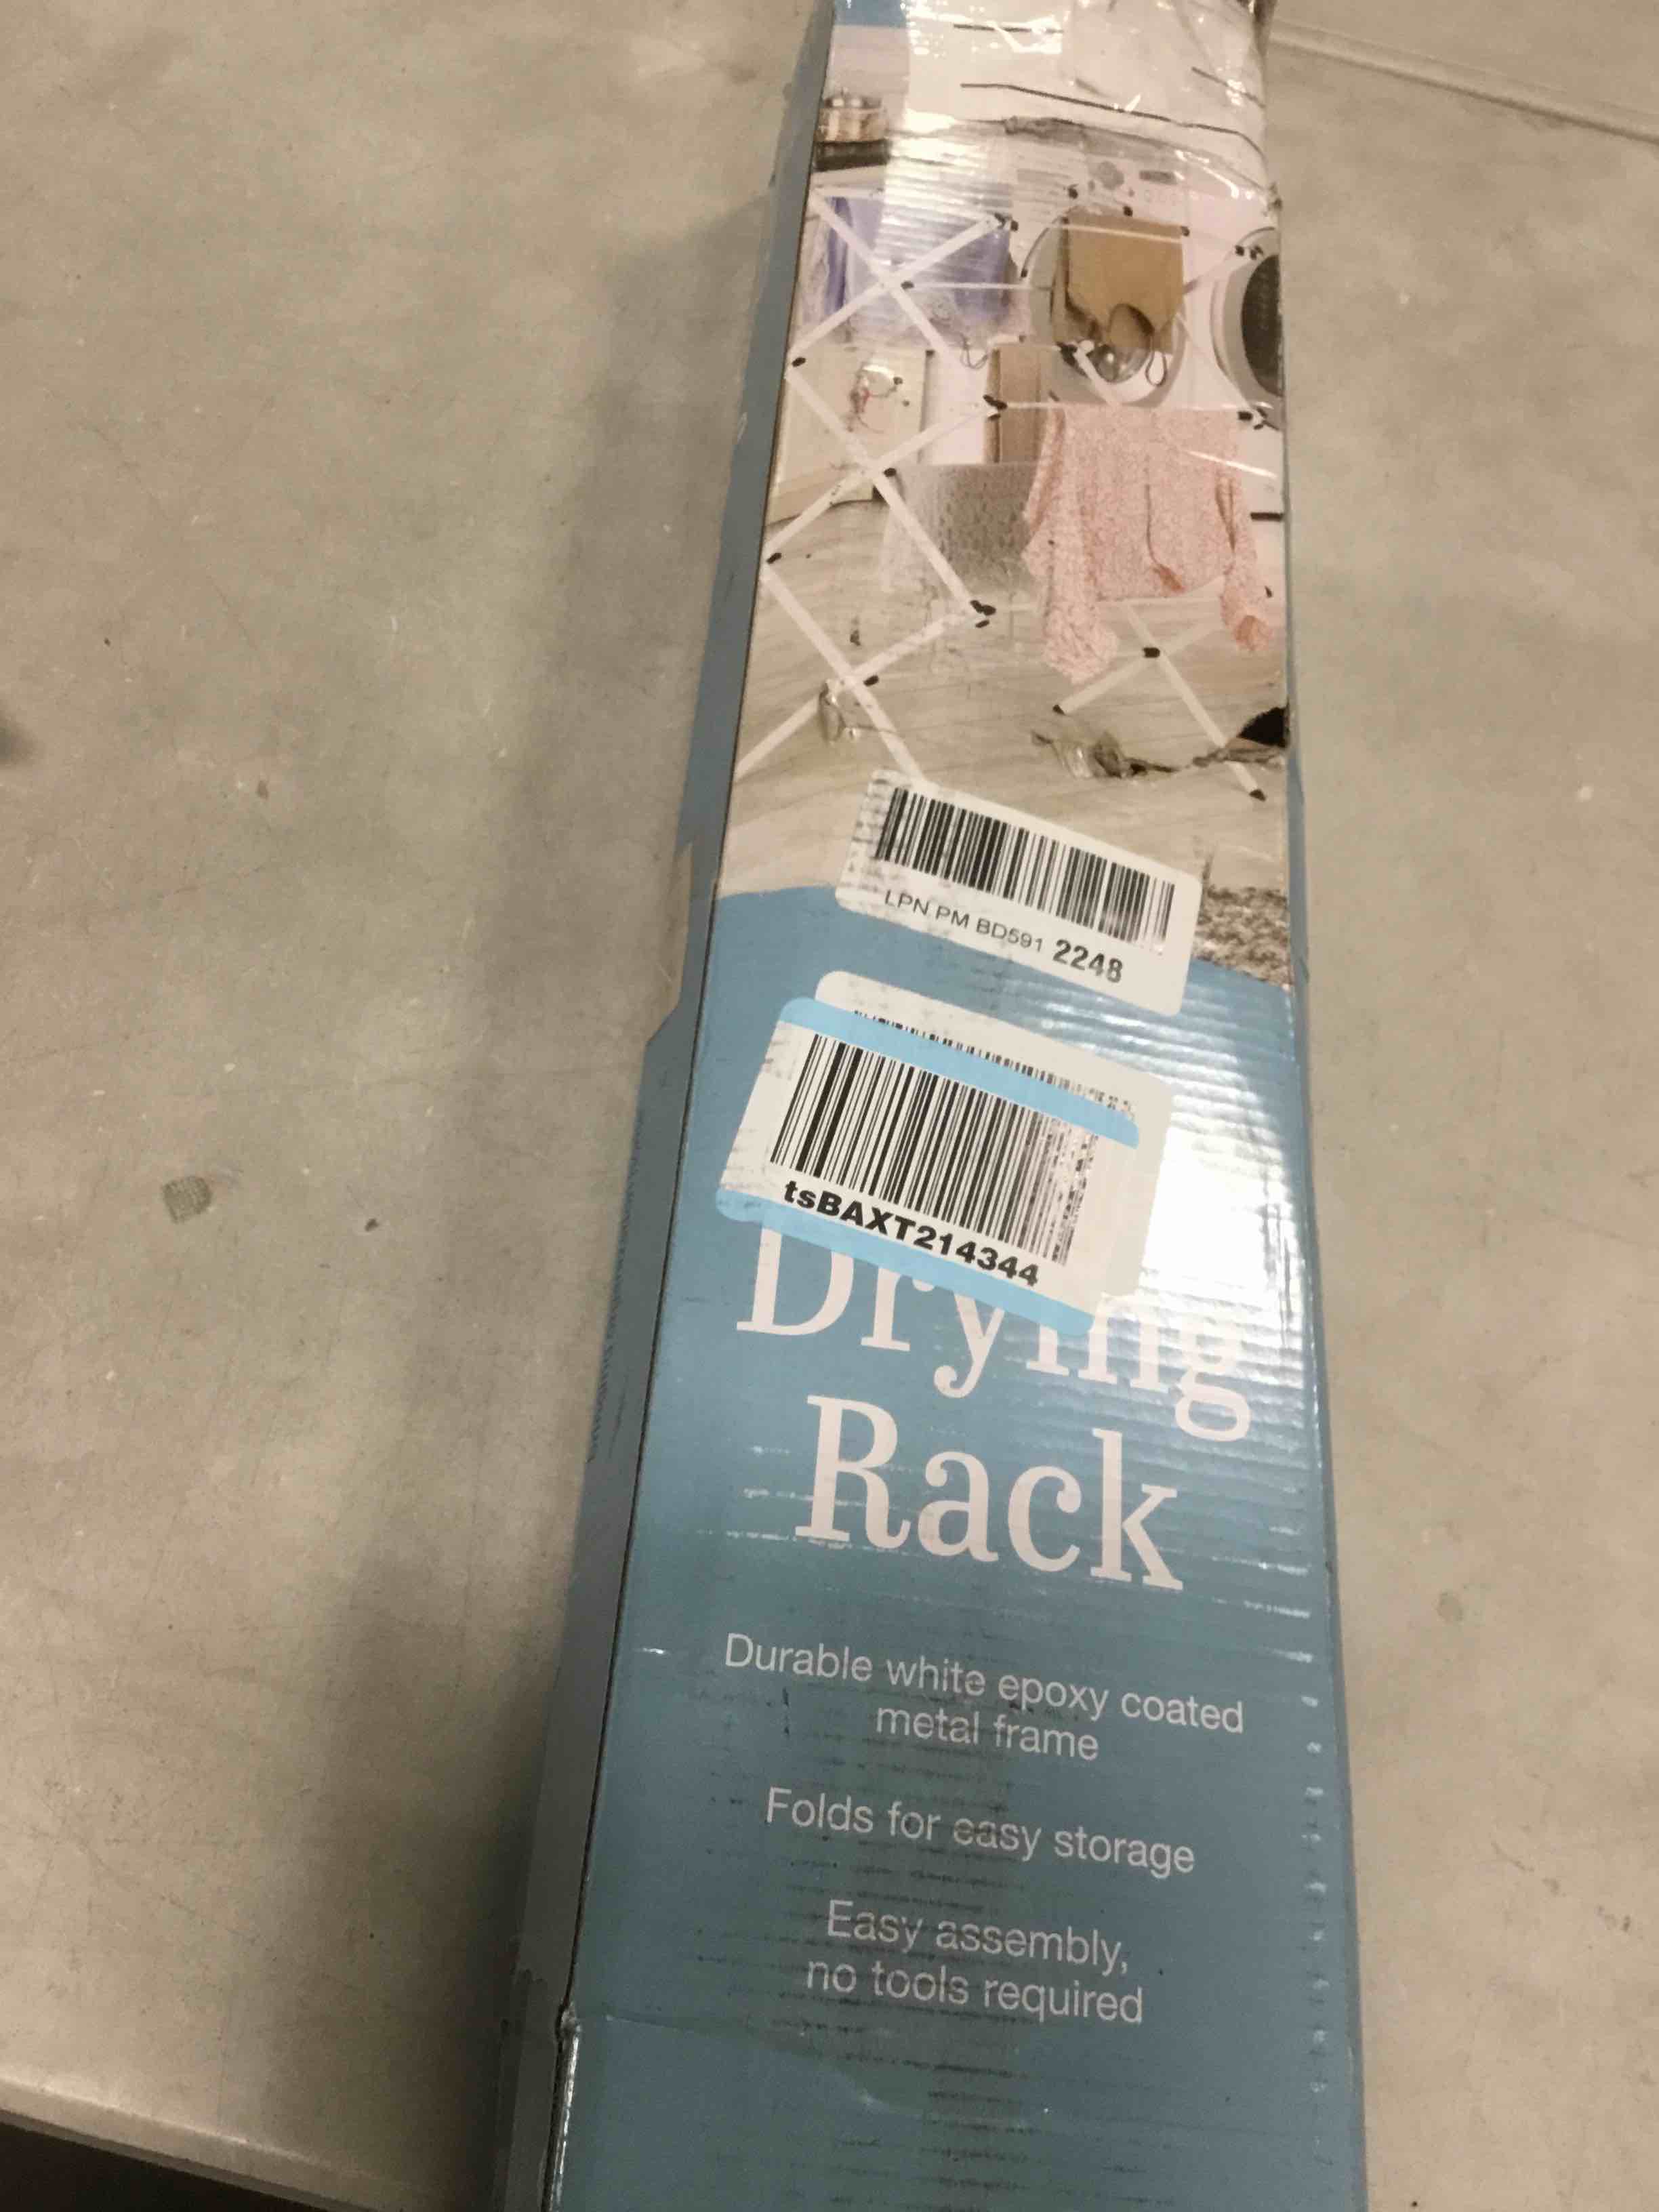 LPN PM BD591 2248
tsBAXT214344
Drying
Rack
Durable white epoxy coated
metal frame
Folds for easy storage
Easy assembly,
no tools required